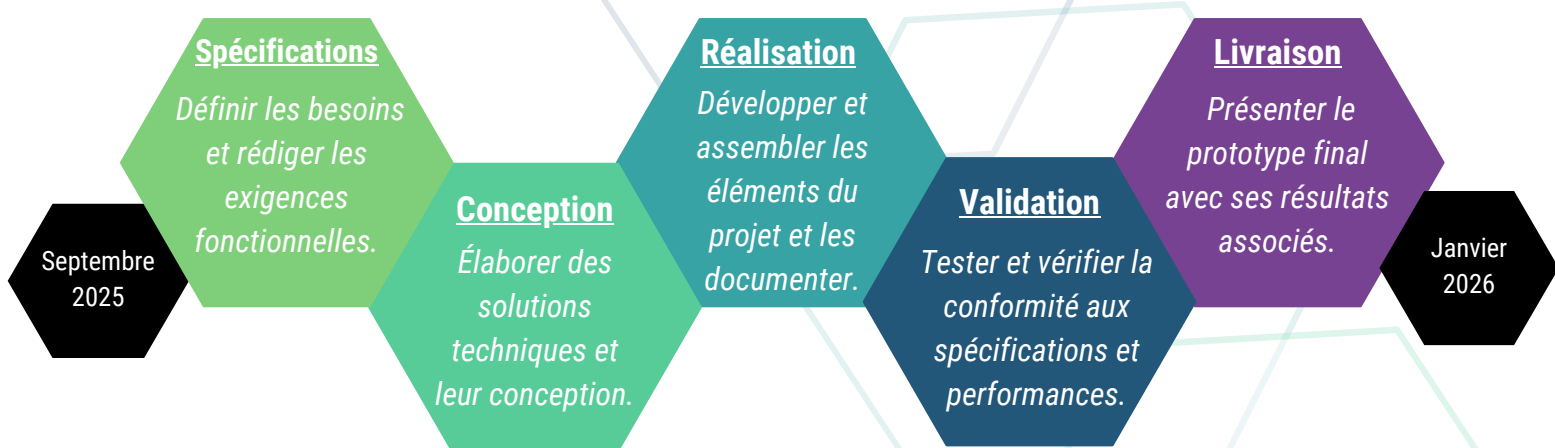 Septembre
2025
Spécifications
Définir les besoins
et rédiger les
exigences
fonctionnelles.
Conception
Élaborer des
solutions
techniques et
leur conception.
Réalisation
Développer et
assembler les
éléments du
projet et les
documenter.
Validation
Tester et vérifier la
conformité aux
spécifications et
performances.
Livraison
Présenter le
prototype final
avec ses résultats
associés.
Janvier
2026